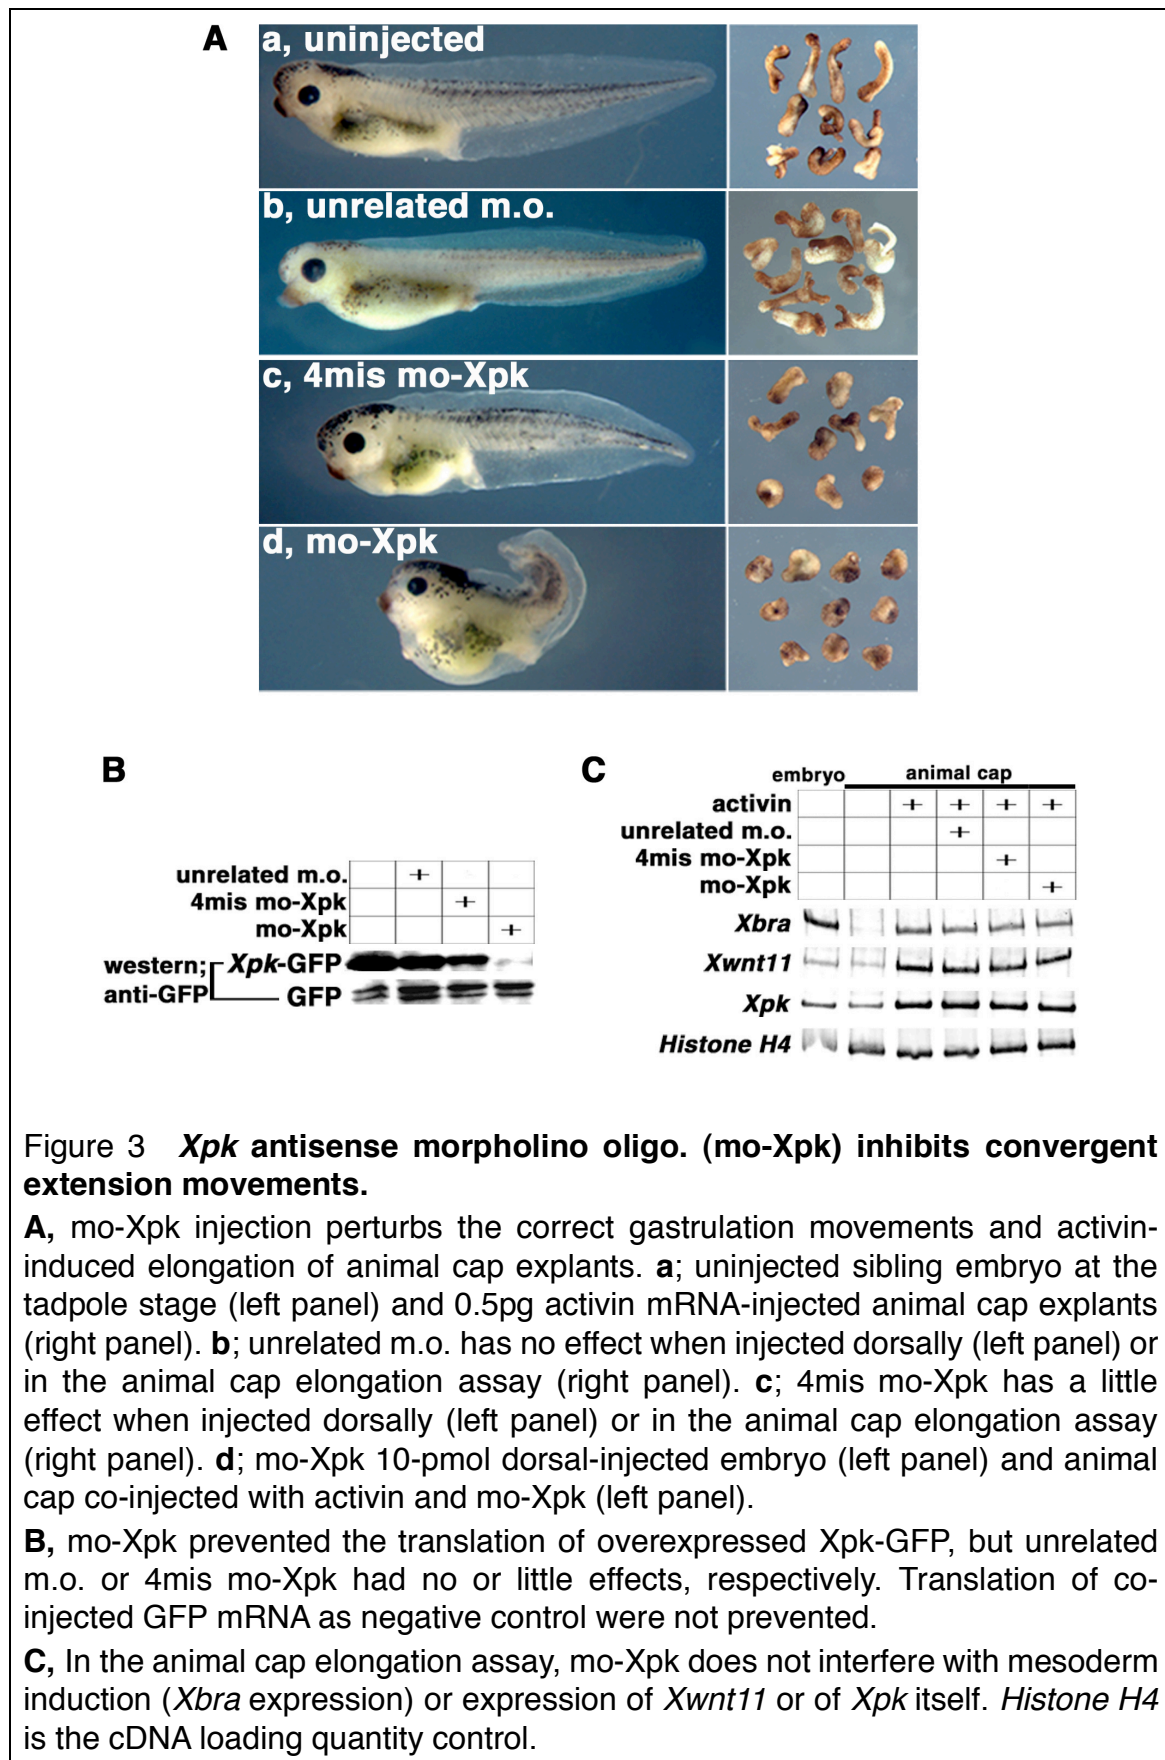 A
a, uninjected
b, unrelated m.o.
c, 4mis mo-Xpk
d, mo-Xpk
B
unrelated m.o. +
4mis mo-Xpk +
mo-Xpk +
western; Xpk-GFP
anti-GFP GFP
C
embryo animal cap
activin + + + +
unrelated m.o. +
4mis mo-Xpk +
mo-Xpk +
Xbra
Xwnt11
Xpk
Histone H4
Figure 3 Xpk antisense morpholino oligo. (mo-Xpk) inhibits convergent
extension movements.
A, mo-Xpk injection perturbs the correct gastrulation movements and activin-
induced elongation of animal cap explants. a; uninjected sibling embryo at the
tadpole stage (left panel) and 0.5pg activin mRNA-injected animal cap explants
(right panel). b; unrelated m.o. has no effect when injected dorsally (left panel) or
in the animal cap elongation assay (right panel). c; 4mis mo-Xpk has a little
effect when injected dorsally (left panel) or in the animal cap elongation assay
(right panel). d; mo-Xpk 10-pmol dorsal-injected embryo (left panel) and animal
cap co-injected with activin and mo-Xpk (left panel).
B, mo-Xpk prevented the translation of overexpressed Xpk-GFP, but unrelated
m.o. or 4mis mo-Xpk had no or little effects, respectively. Translation of co-
injected GFP mRNA as negative control were not prevented.
C, In the animal cap elongation assay, mo-Xpk does not interfere with mesoderm
induction (Xbra expression) or expression of Xwnt11 or of Xpk itself. Histone H4
is the cDNA loading quantity control.